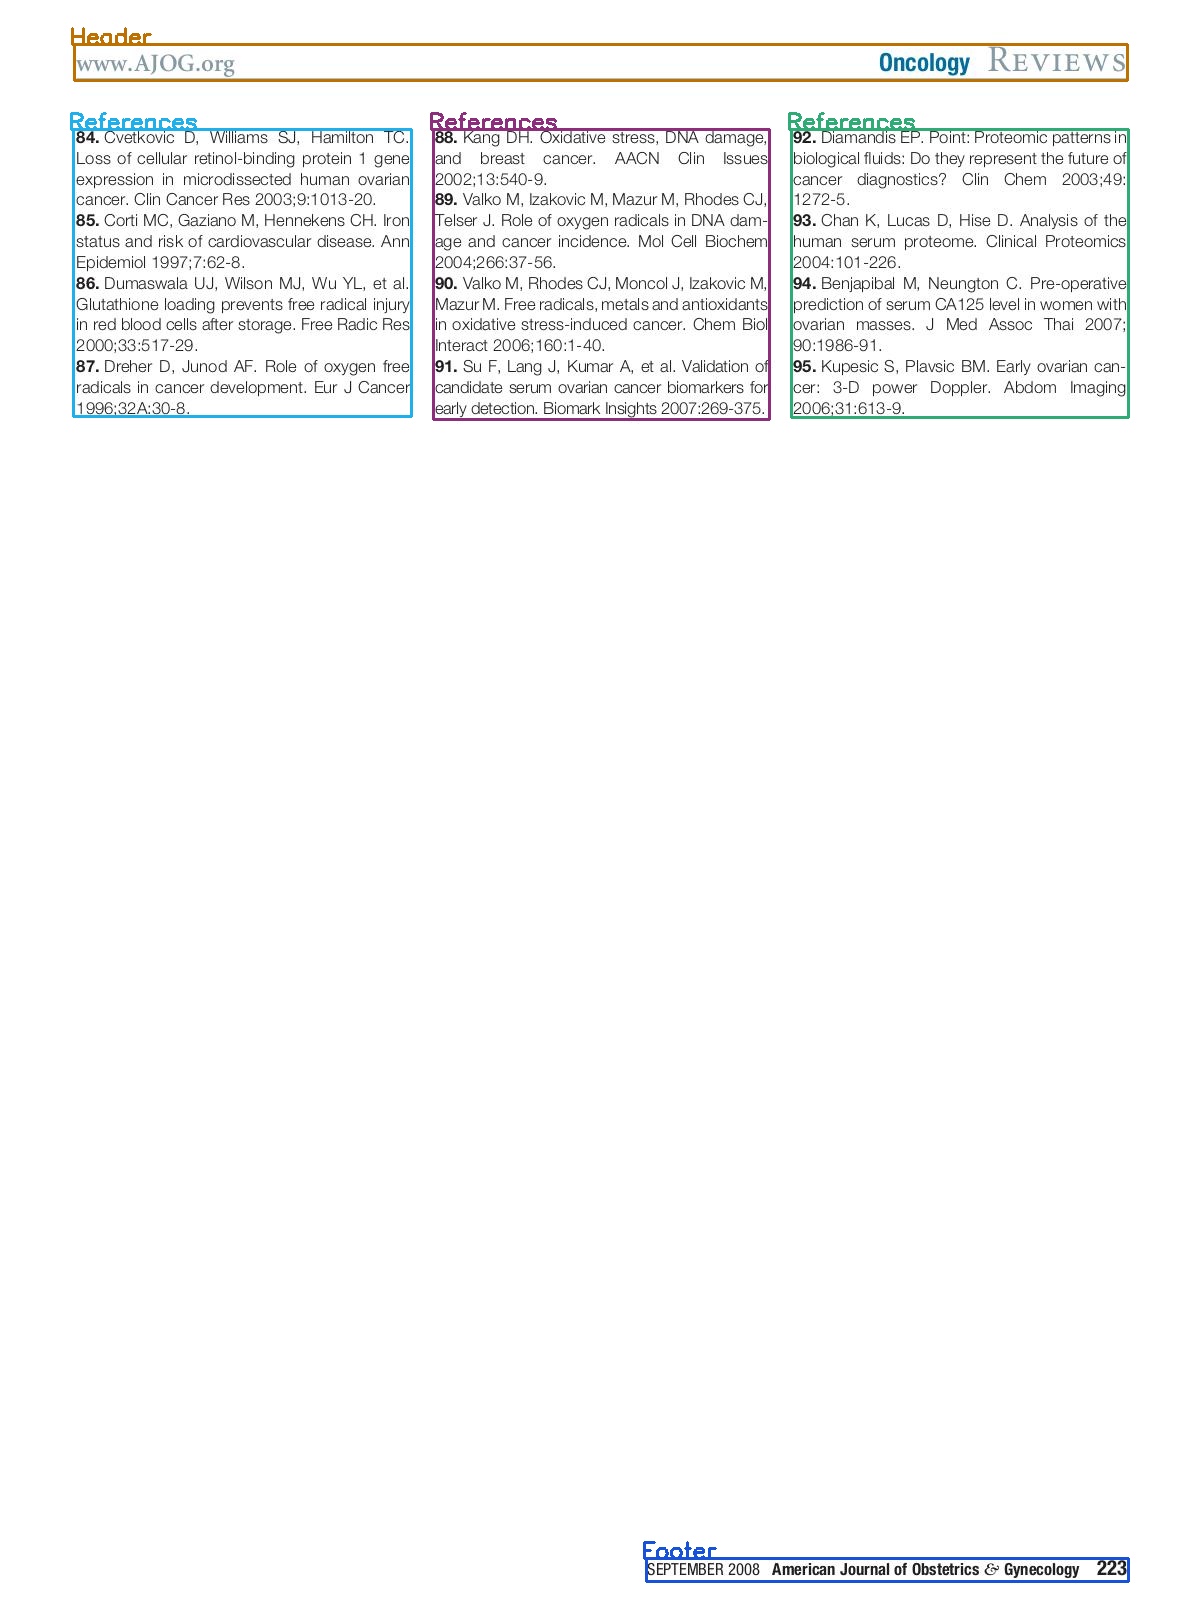 Header
www.AJOG.org Oncology REVIEWS
References
84. Cvetkovic D, Williams SJ, Hamilton TC.
Loss of cellular retinol-binding protein 1 gene
expression in microdissected human ovarian
cancer. Clin Cancer Res 2003;9:1013-20.
85. Corti MC, Gaziano M, Hennekens CH. Iron
status and risk of cardiovascular disease. Ann
Epidemiol 1997;7:62-8.
86. Dumaswala UJ, Wilson MJ, Wu YL, et al.
Glutathione loading prevents free radical injury
in red blood cells after storage. Free Radic Res
2000;33:517-29.
87. Dreher D, Junod AF. Role of oxygen free
radicals in cancer development. Eur J Cancer
1996;32A:30-8.
References
88. Kang DH. Oxidative stress, DNA damage,
and breast cancer. AACN Clin Issues
2002;13:540-9.
89. Valko M, Izakovic M, Mazur M, Rhodes CJ,
Telser J. Role of oxygen radicals in DNA dam-
age and cancer incidence. Mol Cell Biochem
2004;266:37-56.
90. Valko M, Rhodes CJ, Moncol J, Izakovic M,
Mazur M. Free radicals, metals and antioxidants
in oxidative stress-induced cancer. Chem Biol
Interact 2006;160:1-40.
91. Su F, Lang J, Kumar A, et al. Validation of
candidate serum ovarian cancer biomarkers for
early detection. Biomark Insights 2007:269-375.
References
92. Diamandis EP. Point: Proteomic patterns in
biological fluids: Do they represent the future of
cancer diagnostics? Clin Chem 2003;49:
1272-5.
93. Chan K, Lucas D, Hise D. Analysis of the
human serum proteome. Clinical Proteomics
2004:101-226.
94. Benjapibal M, Neungton C. Pre-operative
prediction of serum CA125 level in women with
ovarian masses. J Med Assoc Thai 2007;
90:1986-91.
95. Kupesic S, Plavsic BM. Early ovarian can-
cer: 3-D power Doppler. Abdom Imaging
2006;31:613-9.
Footer
SEPTEMBER 2008 American Journal of Obstetrics & Gynecology 223